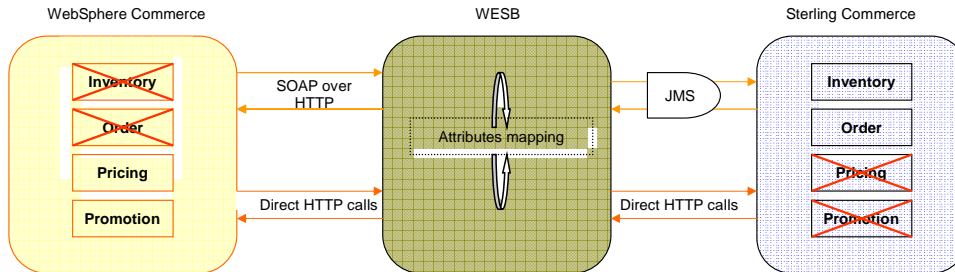 WebSphere Commerce
WESB
Sterling Commerce
Inventory
Order
Pricing
Promotion
SOAP over
HTTP
Direct HTTP calls
Attributes mapping
JMS
Direct HTTP calls
Inventory
Order
Pricing
Promotion